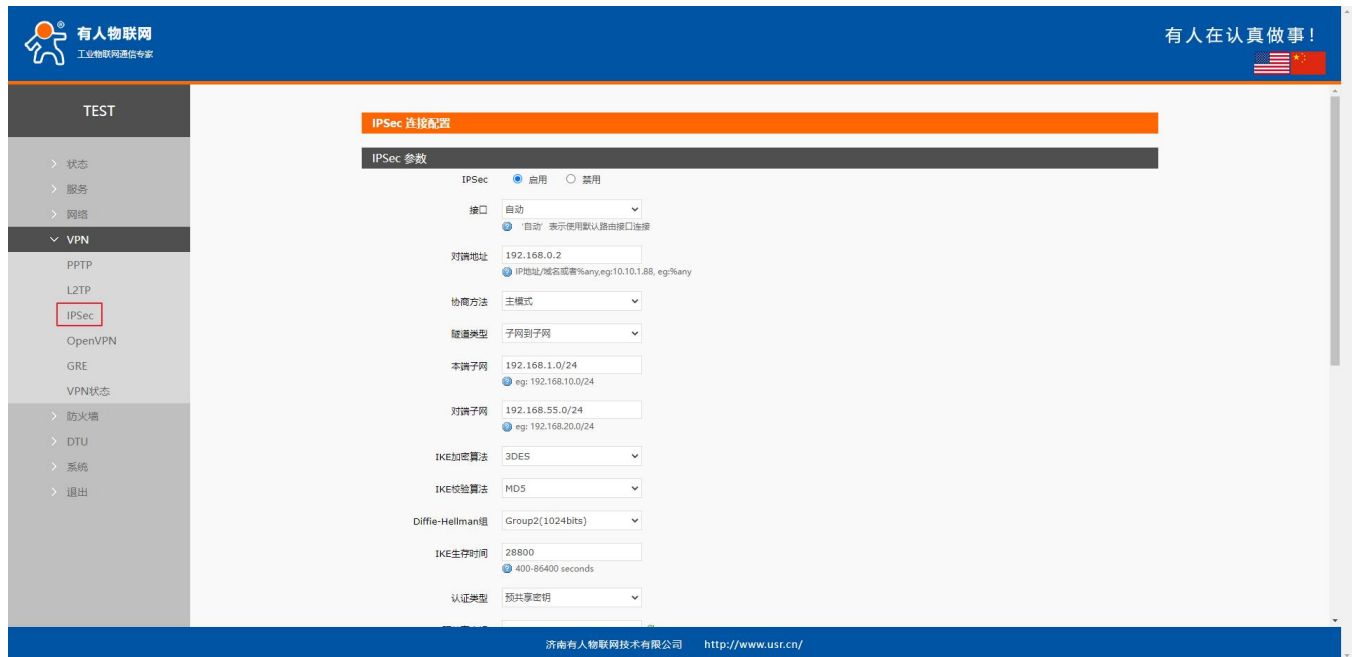 有人物联网
工业物联网通信专家
有人在认真做事!
TEST
状态
服务
网络
VPN
PPTP
L2TP
IPSec
OpenVPN
GRE
VPN状态
防火墙
DTU
系统
退出
IPSec 连接配置
IPSec 参数
IPSec 启用 禁用
接口 自动
'自动' 表示使用默认路由接口连接
对端地址 192.168.0.2
IP地址/域名或者%any,eg:10.10.1.88, eg:%any
协商方法 主模式
隧道类型 子网到子网
本端子网 192.168.1.0/24
eg: 192.168.10.0/24
对端子网 192.168.55.0/24
eg: 192.168.20.0/24
IKE加密算法 3DES
IKE校验算法 MD5
Diffie-Hellman组 Group2(1024bits)
IKE生存时间 28800
400-86400 seconds
认证类型 预共享密钥
济南有人物联网技术有限公司 http://www.usr.cn/